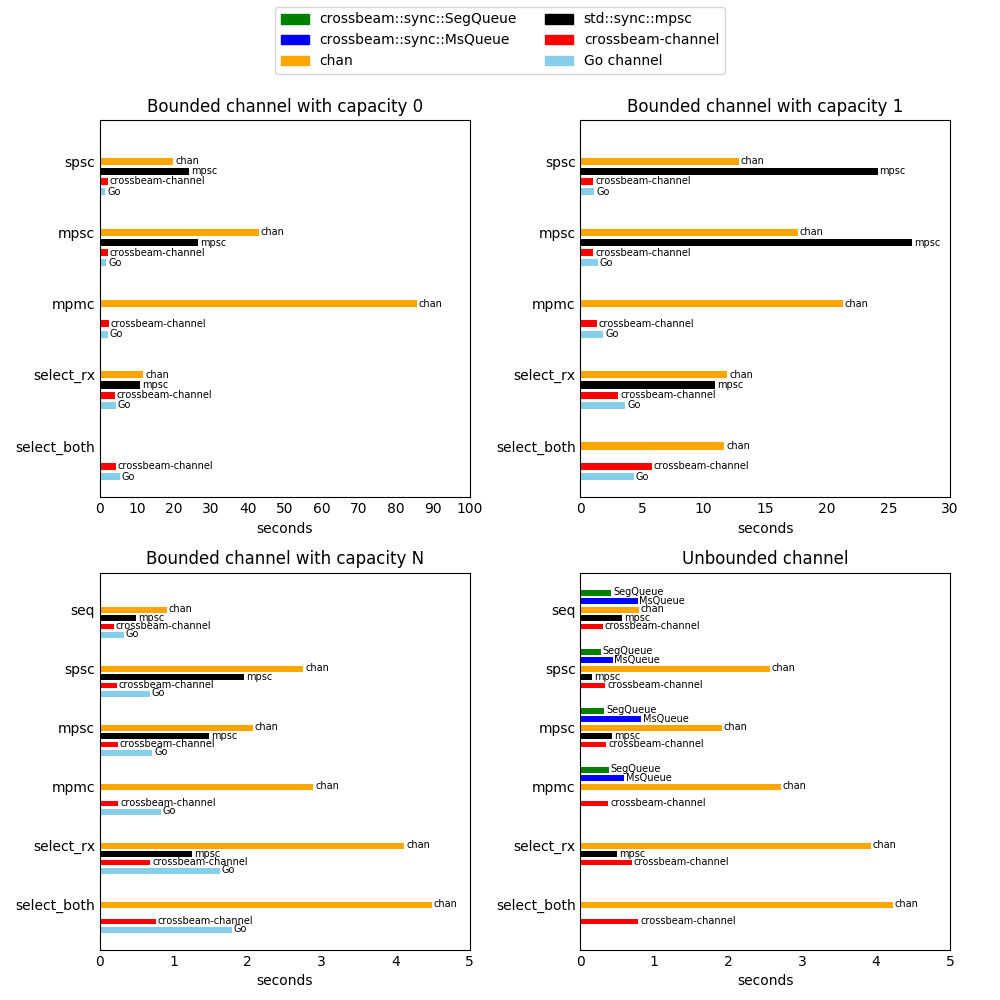 crossbeam::sync::SegQueue
crossbeam::sync::MsQueue
chan
std::sync::mpsc
crossbeam-channel
Go channel
Bounded channel with capacity 0
spsc
chan
mpsc
crossbeam-channel
Go
mpsc
chan
mpsc
crossbeam-channel
Go
mpmc
chan
crossbeam-channel
Go
select_rx
chan
mpsc
crossbeam-channel
Go
select_both
crossbeam-channel
Go
0 10 20 30 40 50 60 70 80 90 100
seconds
Bounded channel with capacity 1
spsc
chan
mpsc
crossbeam-channel
Go
mpsc
chan
mpsc
crossbeam-channel
Go
mpmc
chan
crossbeam-channel
Go
select_rx
chan
mpsc
crossbeam-channel
Go
select_both
chan
crossbeam-channel
Go
0 5 10 15 20 25 30
seconds
Bounded channel with capacity N
seq
chan
mpsc
crossbeam-channel
Go
spsc
chan
mpsc
crossbeam-channel
Go
mpsc
chan
mpsc
crossbeam-channel
Go
mpmc
chan
crossbeam-channel
Go
select_rx
chan
mpsc
crossbeam-channel
Go
select_both
chan
crossbeam-channel
Go
0 1 2 3 4 5
seconds
Unbounded channel
seq
SegQueue
MsQueue
chan
mpsc
crossbeam-channel
spsc
SegQueue
MsQueue
chan
mpsc
crossbeam-channel
mpsc
SegQueue
MsQueue
chan
mpsc
crossbeam-channel
mpmc
SegQueue
MsQueue
chan
crossbeam-channel
select_rx
chan
mpsc
crossbeam-channel
select_both
chan
crossbeam-channel
0 1 2 3 4 5
seconds